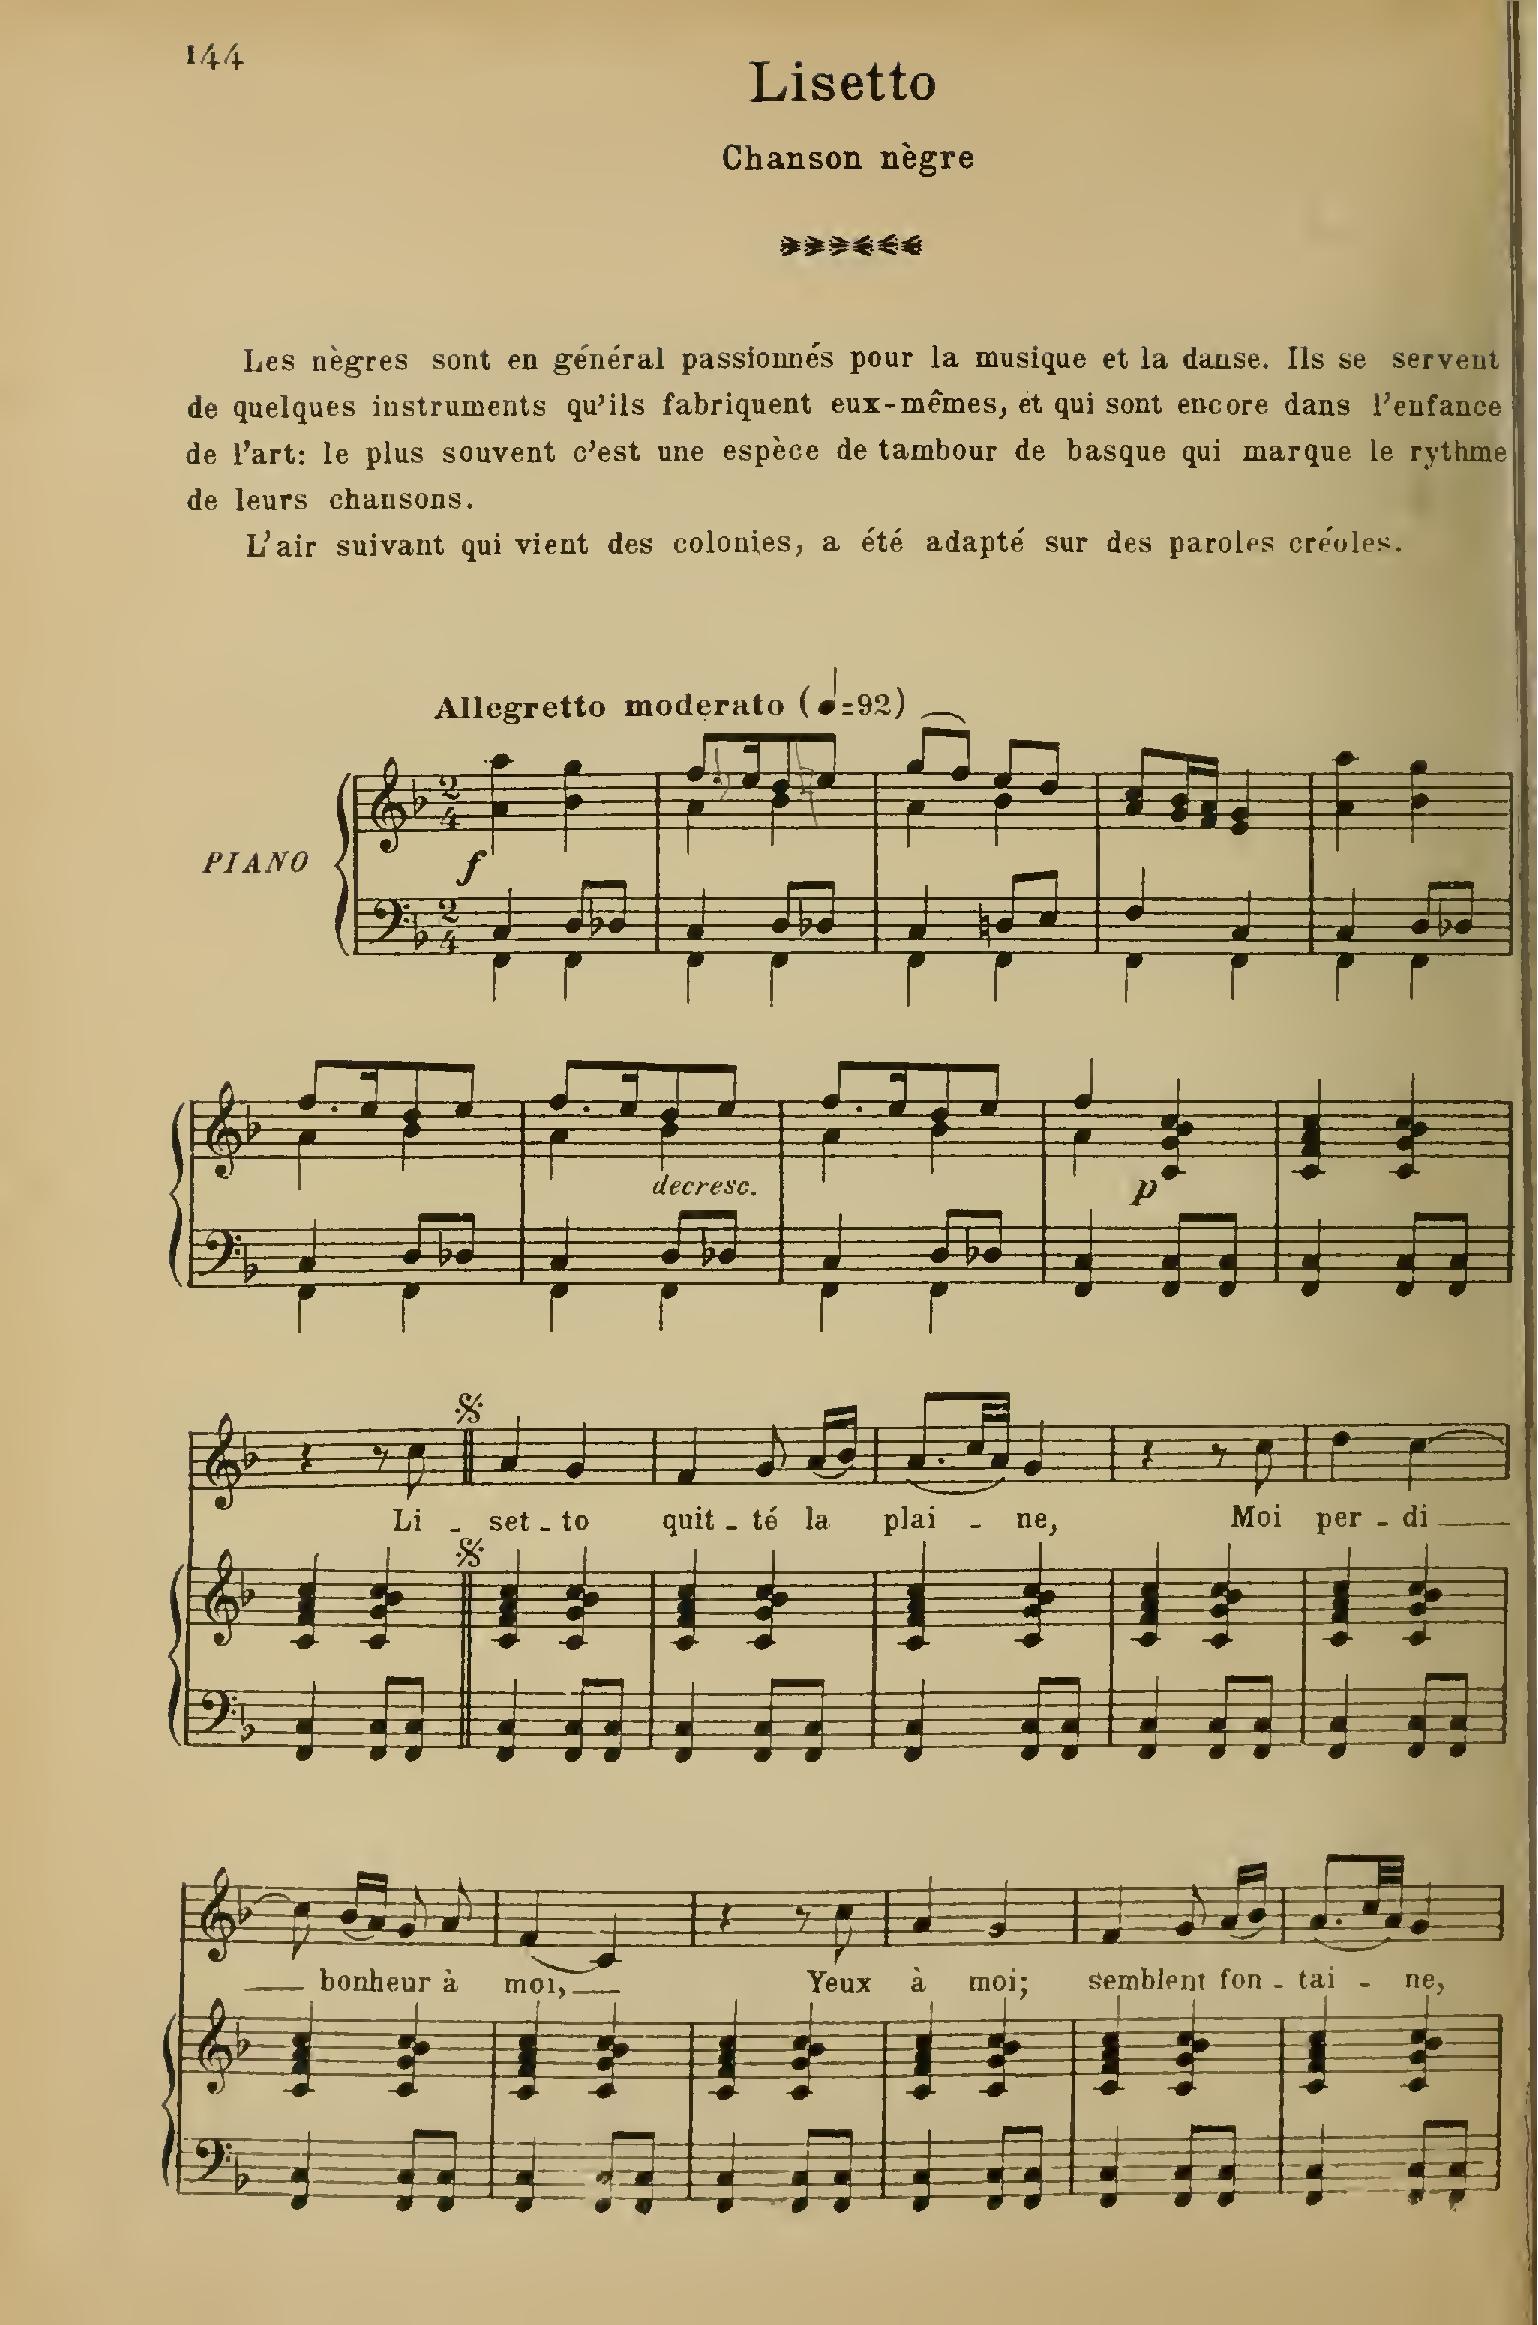 144
Lisetto
Chanson nègre
Les nègres sont en général passionnés pour la musique et la danse. Ils se servent
de quelques instruments qu'ils fabriquent eux-mêmes, et qui sont encore dans l'enfance
de l'art: le plus souvent c'est une espèce de tambour de basque qui marque le rythme
de leurs chansons.
L'air suivant qui vient des colonies, a été adapté sur des paroles créoles.
Allegretto moderato (♩=92)
PIANO
2
4
f
2
4
decresc.
p
Li - set - to quit - té la plai - ne, Moi per - di
bonheur à moi, Yeux à moi; semblent fon - tai - ne,